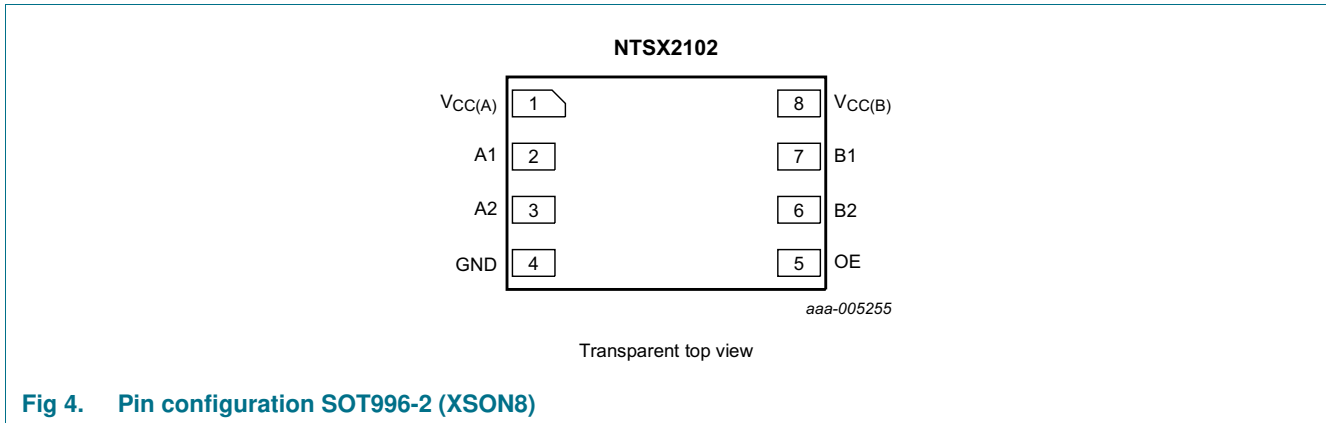 NTSX2102
VCC(A) 1 8 VCC(B)
A1 2 7 B1
A2 3 6 B2
GND 4 5 OE
aaa-005255
Transparent top view
Fig 4. Pin configuration SOT996-2 (XSON8)